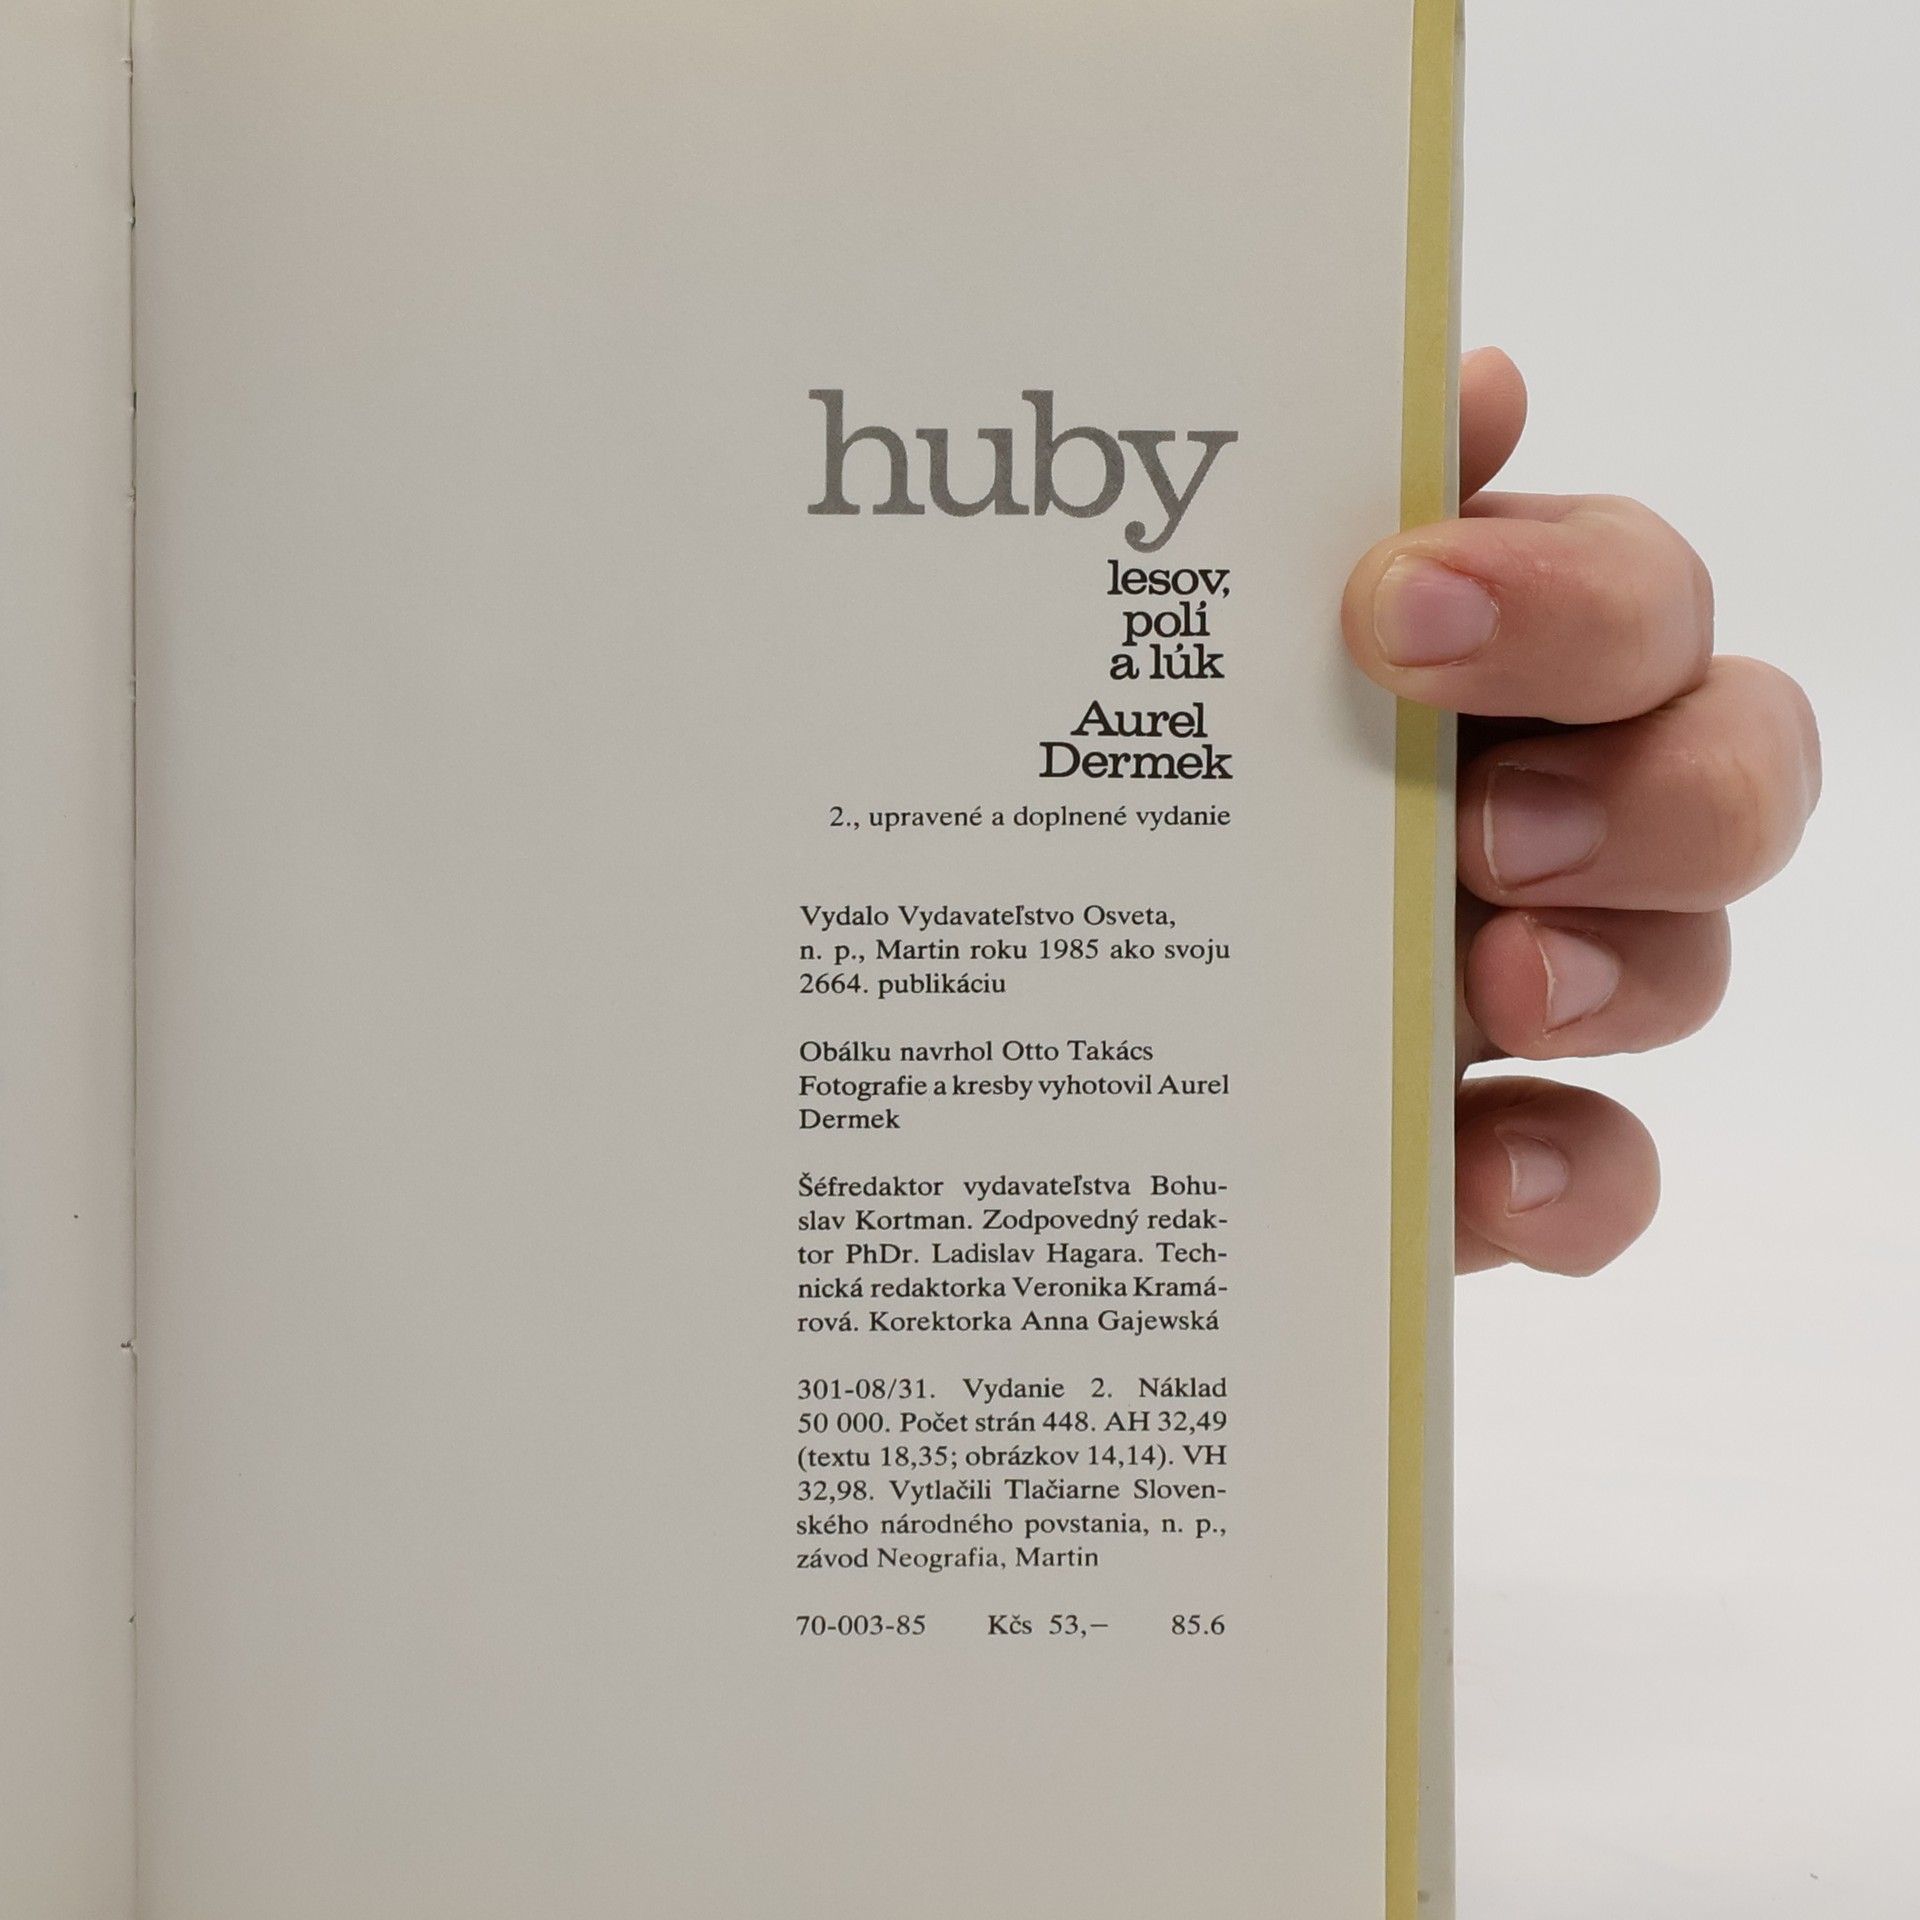 huby
lesov,
polí
a lúk
Aurel
Dermek
2., upravené a doplnené vydanie
Vydalo Vydavateľstvo Osveta,
n. p., Martin roku 1985 ako svoju
2664. publikáciu
Obálku navrhol Otto Takács
Fotografie a kresby vyhotovil Aurel
Dermek
Šéfredaktor vydavateľstva Bohu-
slav Kortman. Zodpovedný redak-
tor PhDr. Ladislav Hagara. Tech-
nická redaktorka Veronika Kramá-
rová. Korektorka Anna Gajewská
301-08/31. Vydanie 2. Náklad
50 000. Počet strán 448. AH 32,49
(textu 18,35; obrázkov 14,14). VH
32,98. Vytlačili Tlačiarne Sloven-
ského národného povstania, n. p.,
závod Neografia, Martin
70-003-85 Kčs 53,— 85.6